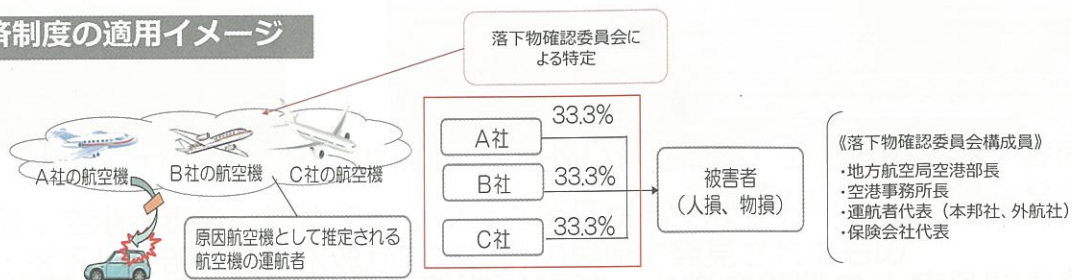 済制度の適用イメージ
落下物確認委員会に
よる特定
A社の航空機
B社の航空機
C社の航空機
原因航空機として推定される
航空機の運航者
A社
33.3%
B社
33.3%
C社
33.3%
被害者
（人損、物損）
《落下物確認委員会構成員》
・地方航空局空港部長
・空港事務所長
・運航者代表（本邦社、外航社）
・保険会社代表